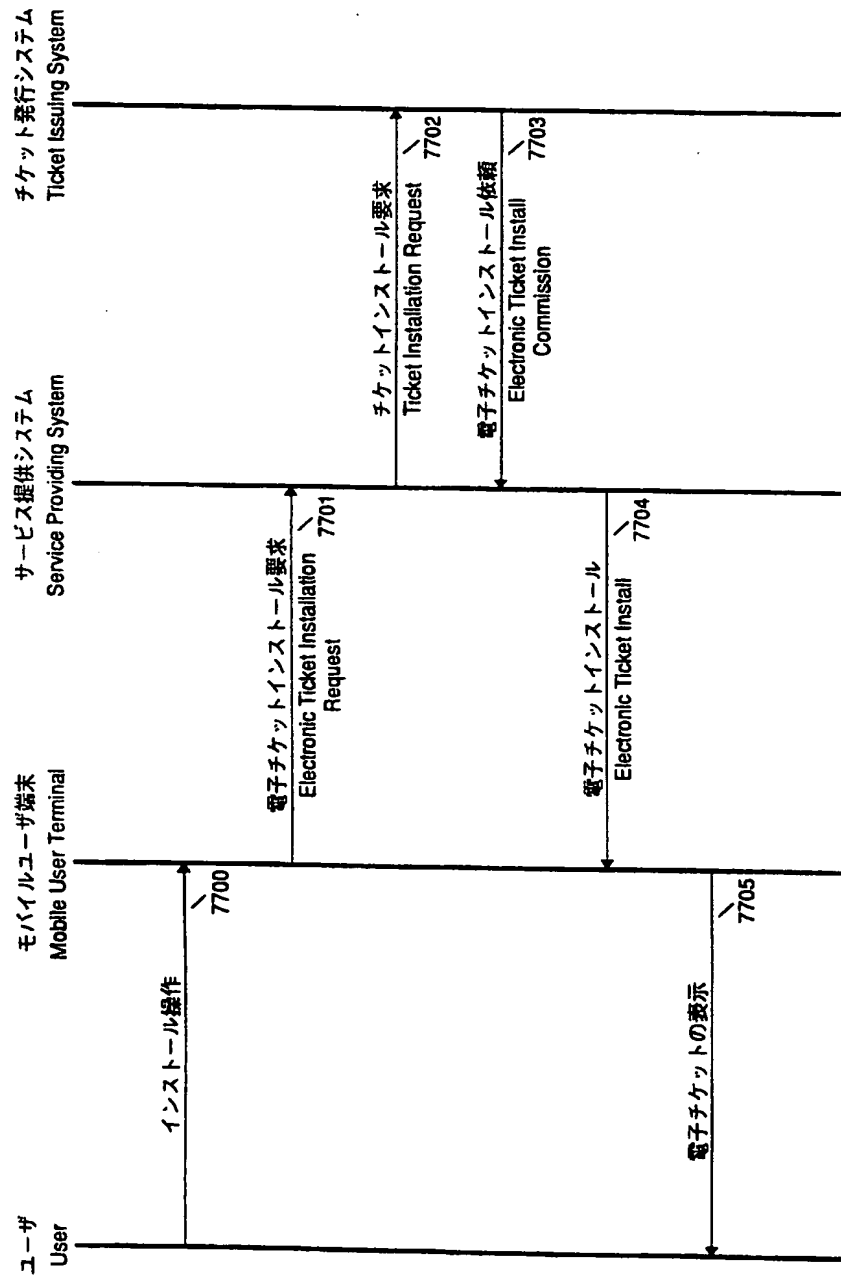 ユーザ
User
モバイルユーザ端末
Mobile User Terminal
サービス提供システム
Service Providing System
チケット発行システム
Ticket Issuing System
インストール操作
7700
電子チケットインストール要求
Electronic Ticket Installation
Request
7701
チケットインストール要求
Ticket Installation Request
7702
電子チケットインストール依頼
Electronic Ticket Install
Commission
7703
電子チケットインストール
Electronic Ticket Install
7704
電子チケットの表示
7705